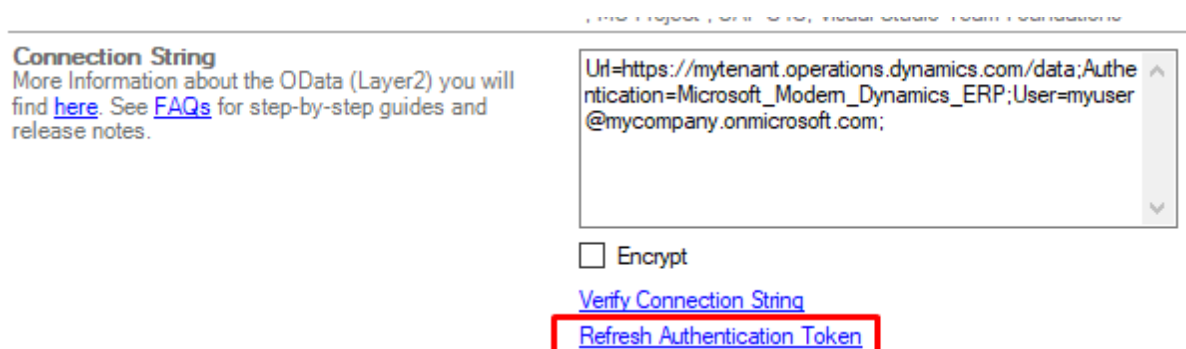 Connection String
More Information about the OData (Layer2) you will
find here. See FAQs for step-by-step guides and
release notes.
Url=https://mytenant.operations.dynamics.com/data;Authe
ntication=Microsoft_Modern_Dynamics_ERP;User=myuser
@mycompany.onmicrosoft.com;
Encrypt
Verify Connection String
Refresh Authentication Token